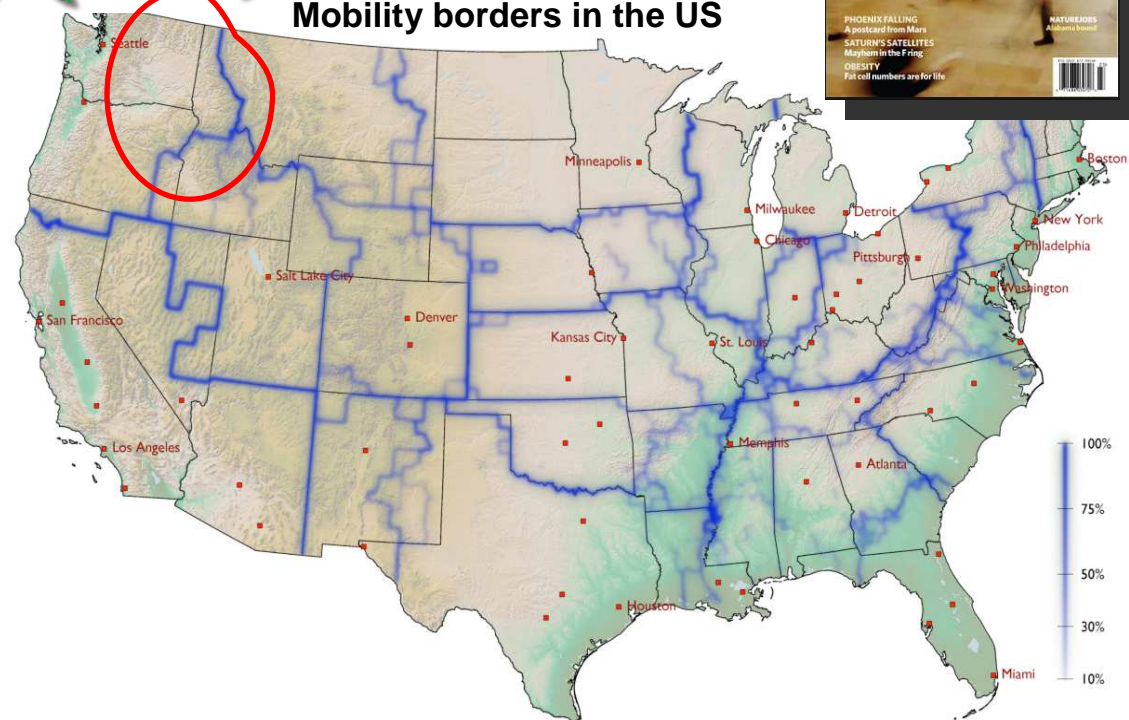 Mobility borders in the US
PHOENIX FALLING
A postcard from Mars
SATURN'S SATELLITES
Mayhem in the F ring
OBESITY
Fat cell numbers are for life
NATUREJOBS
Alabama bound
Seattle
Minneapolis
Boston
Milwaukee
Detroit
New York
Chicago
Pittsburgh
Philadelphia
Salt Lake City
Washington
San Francisco
Denver
Kansas City
St. Louis
Los Angeles
Memphis
Atlanta
Houston
Miami
100%
75%
50%
30%
10%